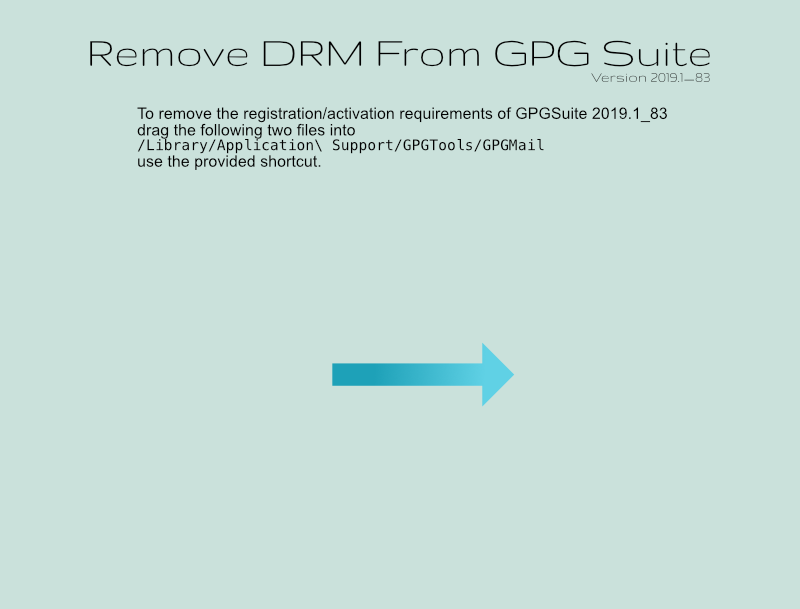 Remove DRM From GPG Suite
Version 2019.1_83
To remove the registration/activation requirements of GPGSuite 2019.1_83
drag the following two files into
/Library/Application\ Support/GPGTools/GPGMail
use the provided shortcut.